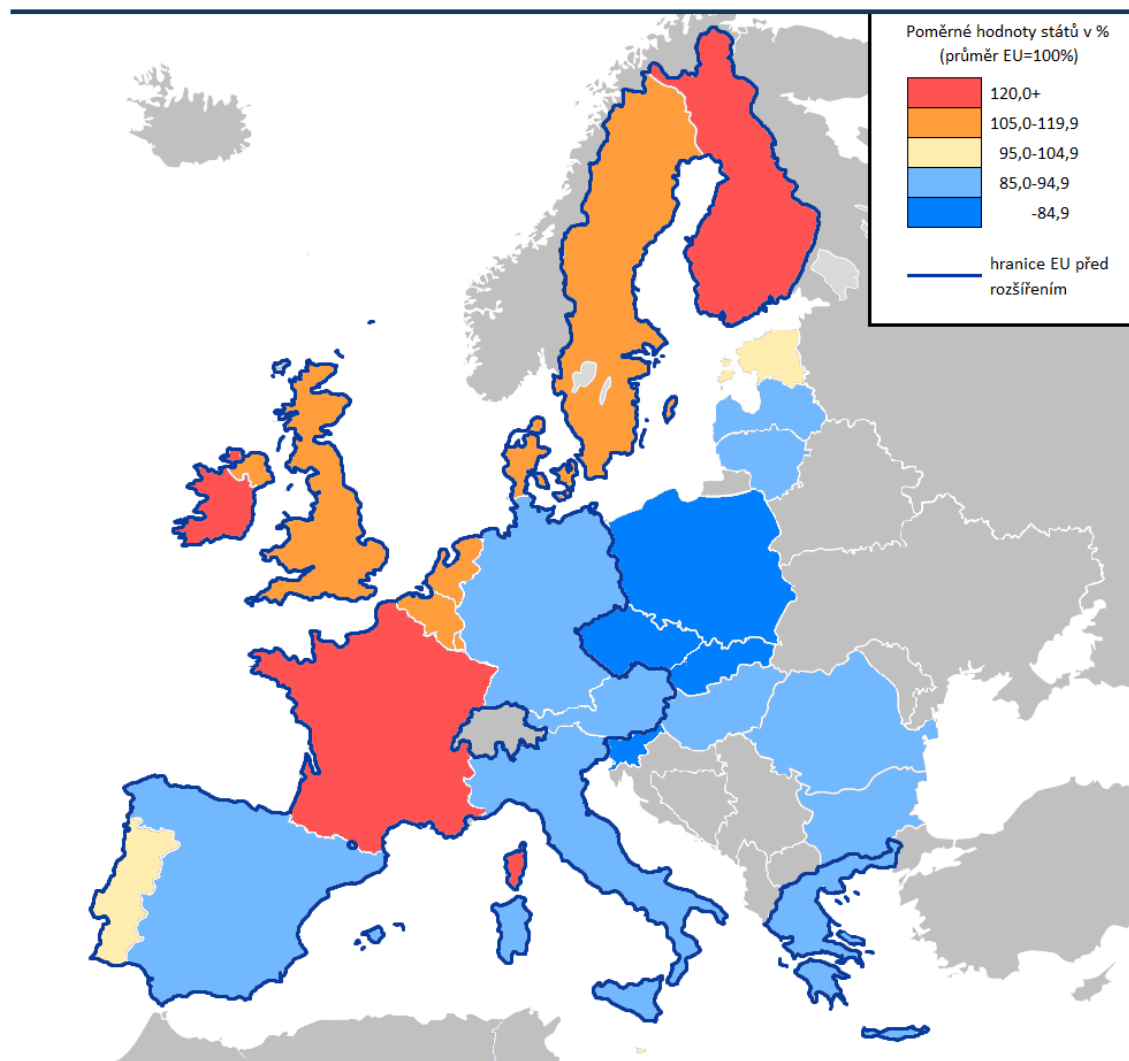 Poměrné hodnoty států v %
(průměr EU=100%)
120,0+
105,0-119,9
95,0-104,9
85,0-94,9
-84,9
hranice EU před
rozšířením